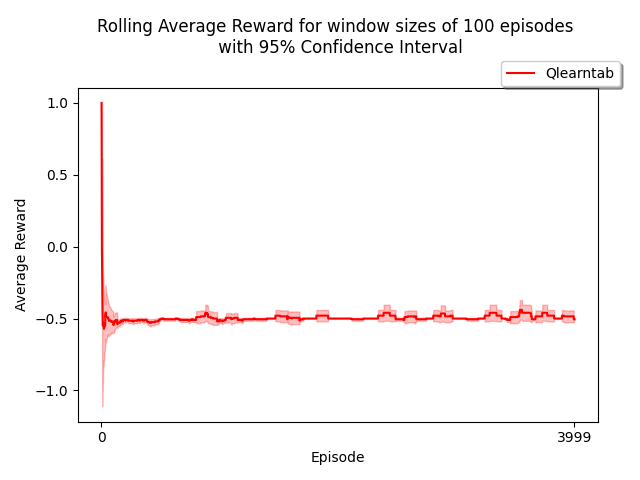 Rolling Average Reward for window sizes of 100 episodes
with 95% Confidence Interval
Qlearntab
1.0
0.5
0.0
−0.5
−1.0
Average Reward
0
3999
Episode